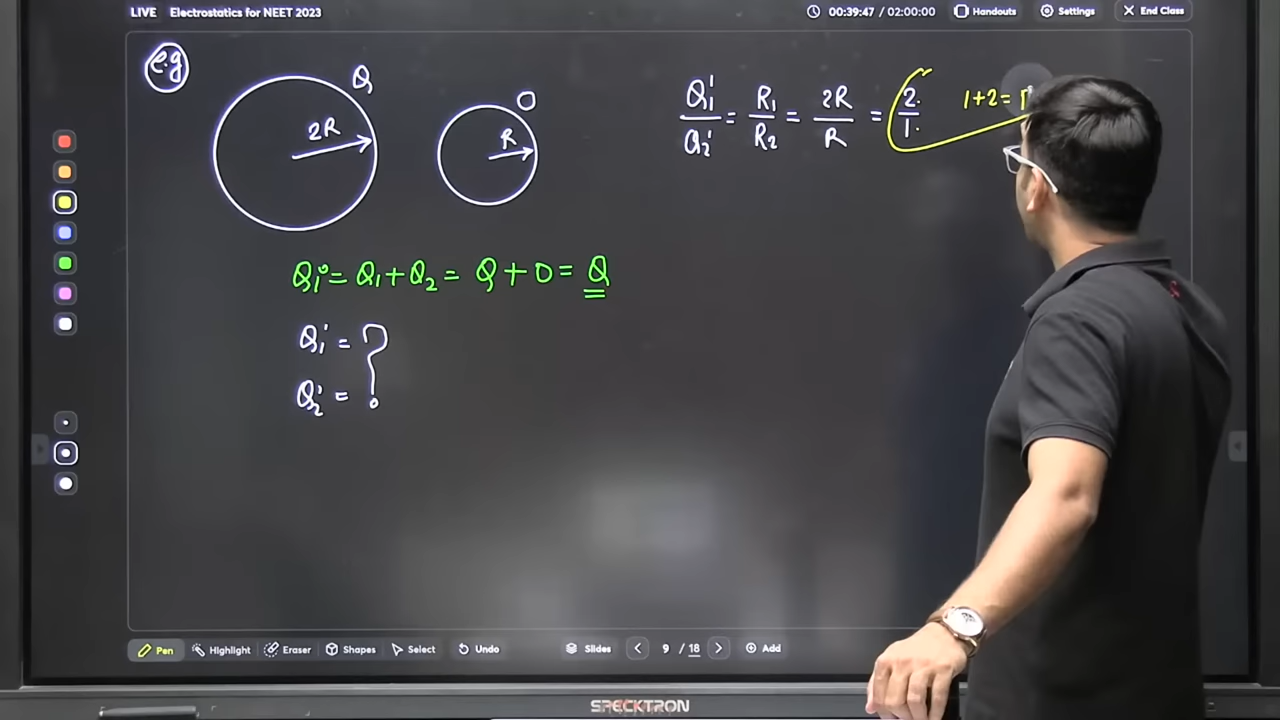 LIVE Electrostatics for NEET 2023
00:39:47 / 02:00:00 Handouts Settings End Class
e.g
Q
2R
0
R
Q₁'/Q₂' = R₁/R₂ = 2R/R = 2/1
1+2=
Qi = Q₁+Q₂ = Q+0 = Q
Q₁' = ?
Q₂' =
Pen Highlight Eraser Shapes Select Undo Slides 9 / 18 Add
SPECKTRON